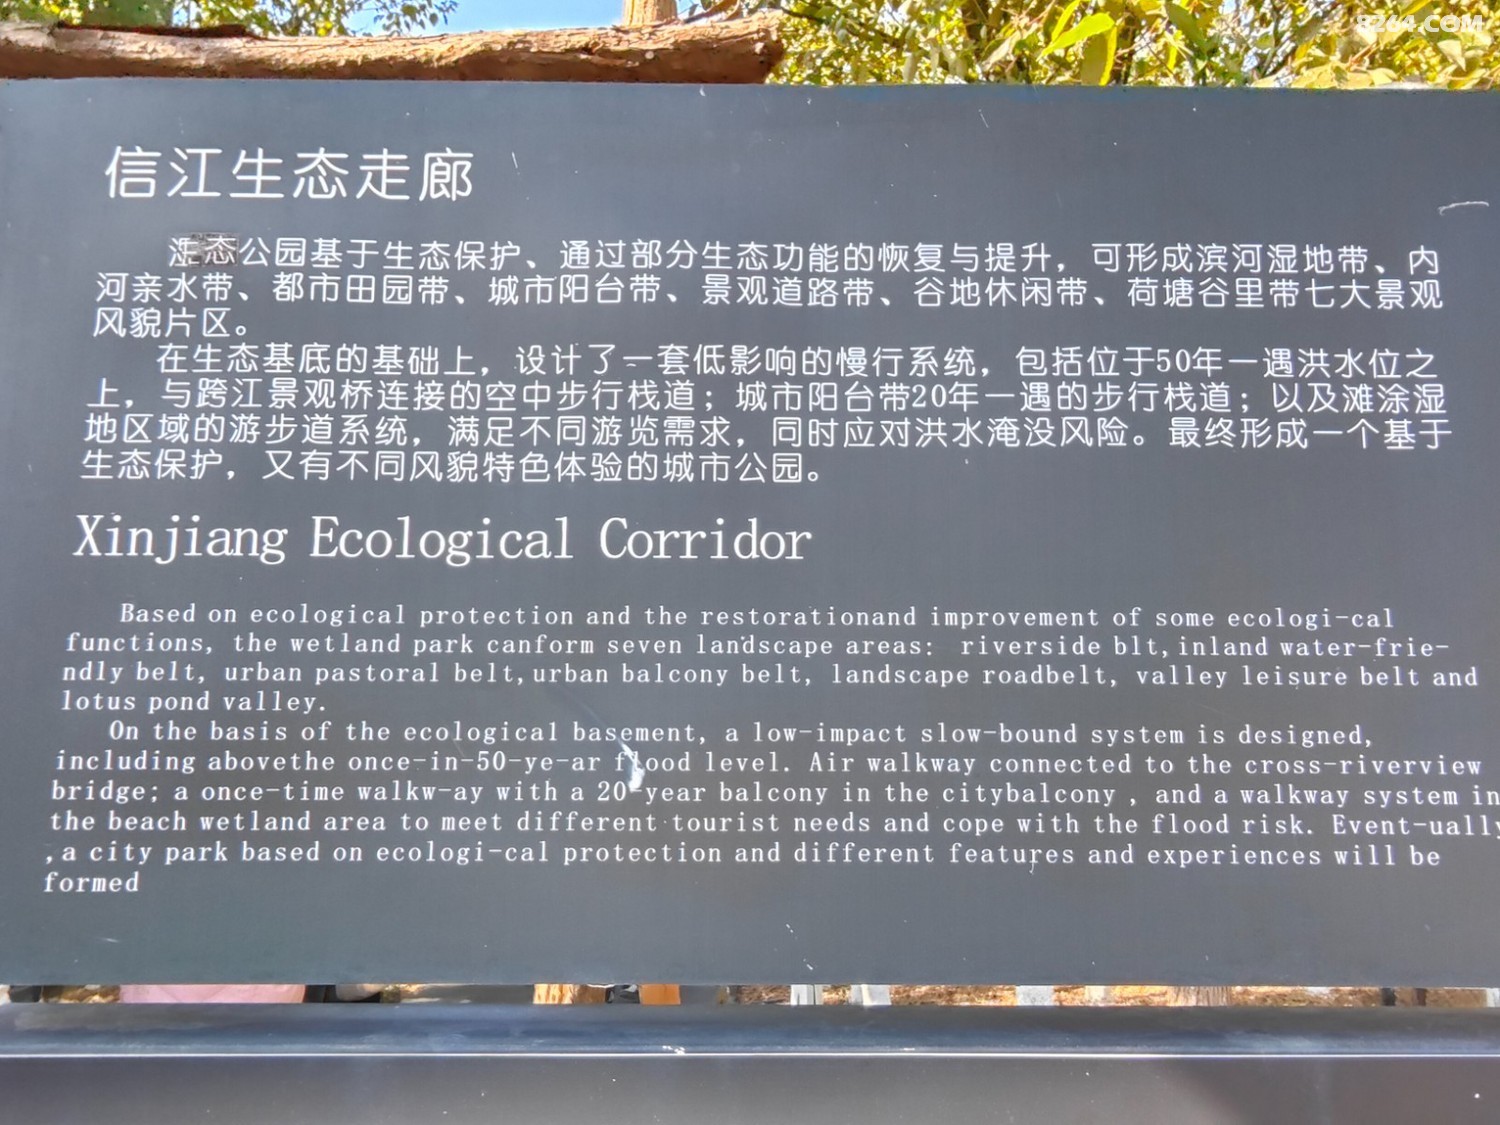 8264.COM
信江生态走廊
态公园基于生态保护、通过部分生态功能的恢复与提升，可形成滨河湿地带、内
河亲水带、都市田园带、城市阳台带、景观道路带、谷地休闲带、荷塘谷里带七大景观
风貌片区。
在生态基底的基础上，设计了一套低影响的慢行系统，包括位于50年一遇洪水位之
上，与跨江景观桥连接的空中步行栈道；城市阳台带20年一遇的步行栈道；以及滩涂湿
地区域的游步道系统，满足不同游览需求，同时应对洪水淹没风险。最终形成一个基于
生态保护，又有不同风貌特色体验的城市公园。
Xinjiang Ecological Corridor
Based on ecological protection and the restorationand improvement of some ecologi-cal
functions, the wetland park canform seven landscape areas: riverside blt,inland water-frie-
ndly belt, urban pastoral belt,urban balcony belt, landscape roadbelt, valley leisure belt and
lotus pond valley.
On the basis of the ecological basement, a low-impact slow-bound system is designed,
including abovethe once-in-50-ye-ar flood level. Air walkway connected to the cross-riverview
bridge; a once-time walkw-ay with a 20-year balcony in the citybalcony , and a walkway system in
the beach wetland area to meet different tourist needs and cope with the flood risk. Event-ually
,a city park based on ecologi-cal protection and different features and experiences will be
formed